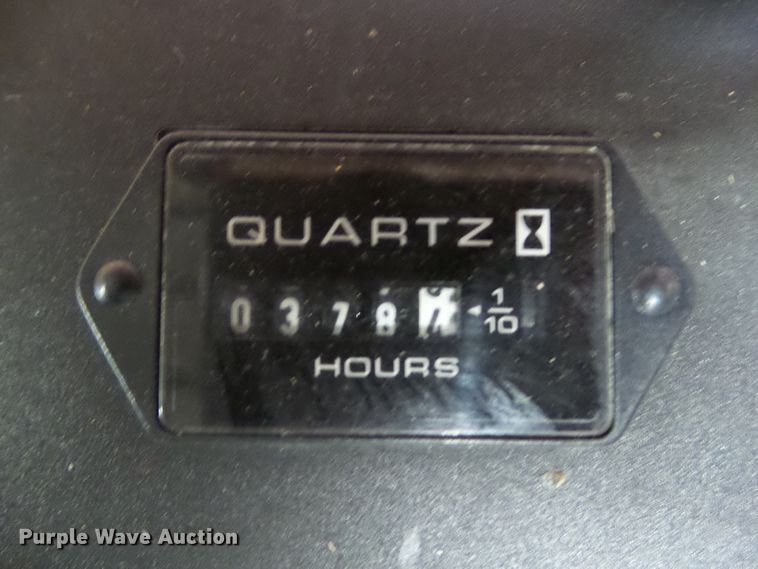 QUARTZ
0378 1/10
HOURS
Purple Wave Auction